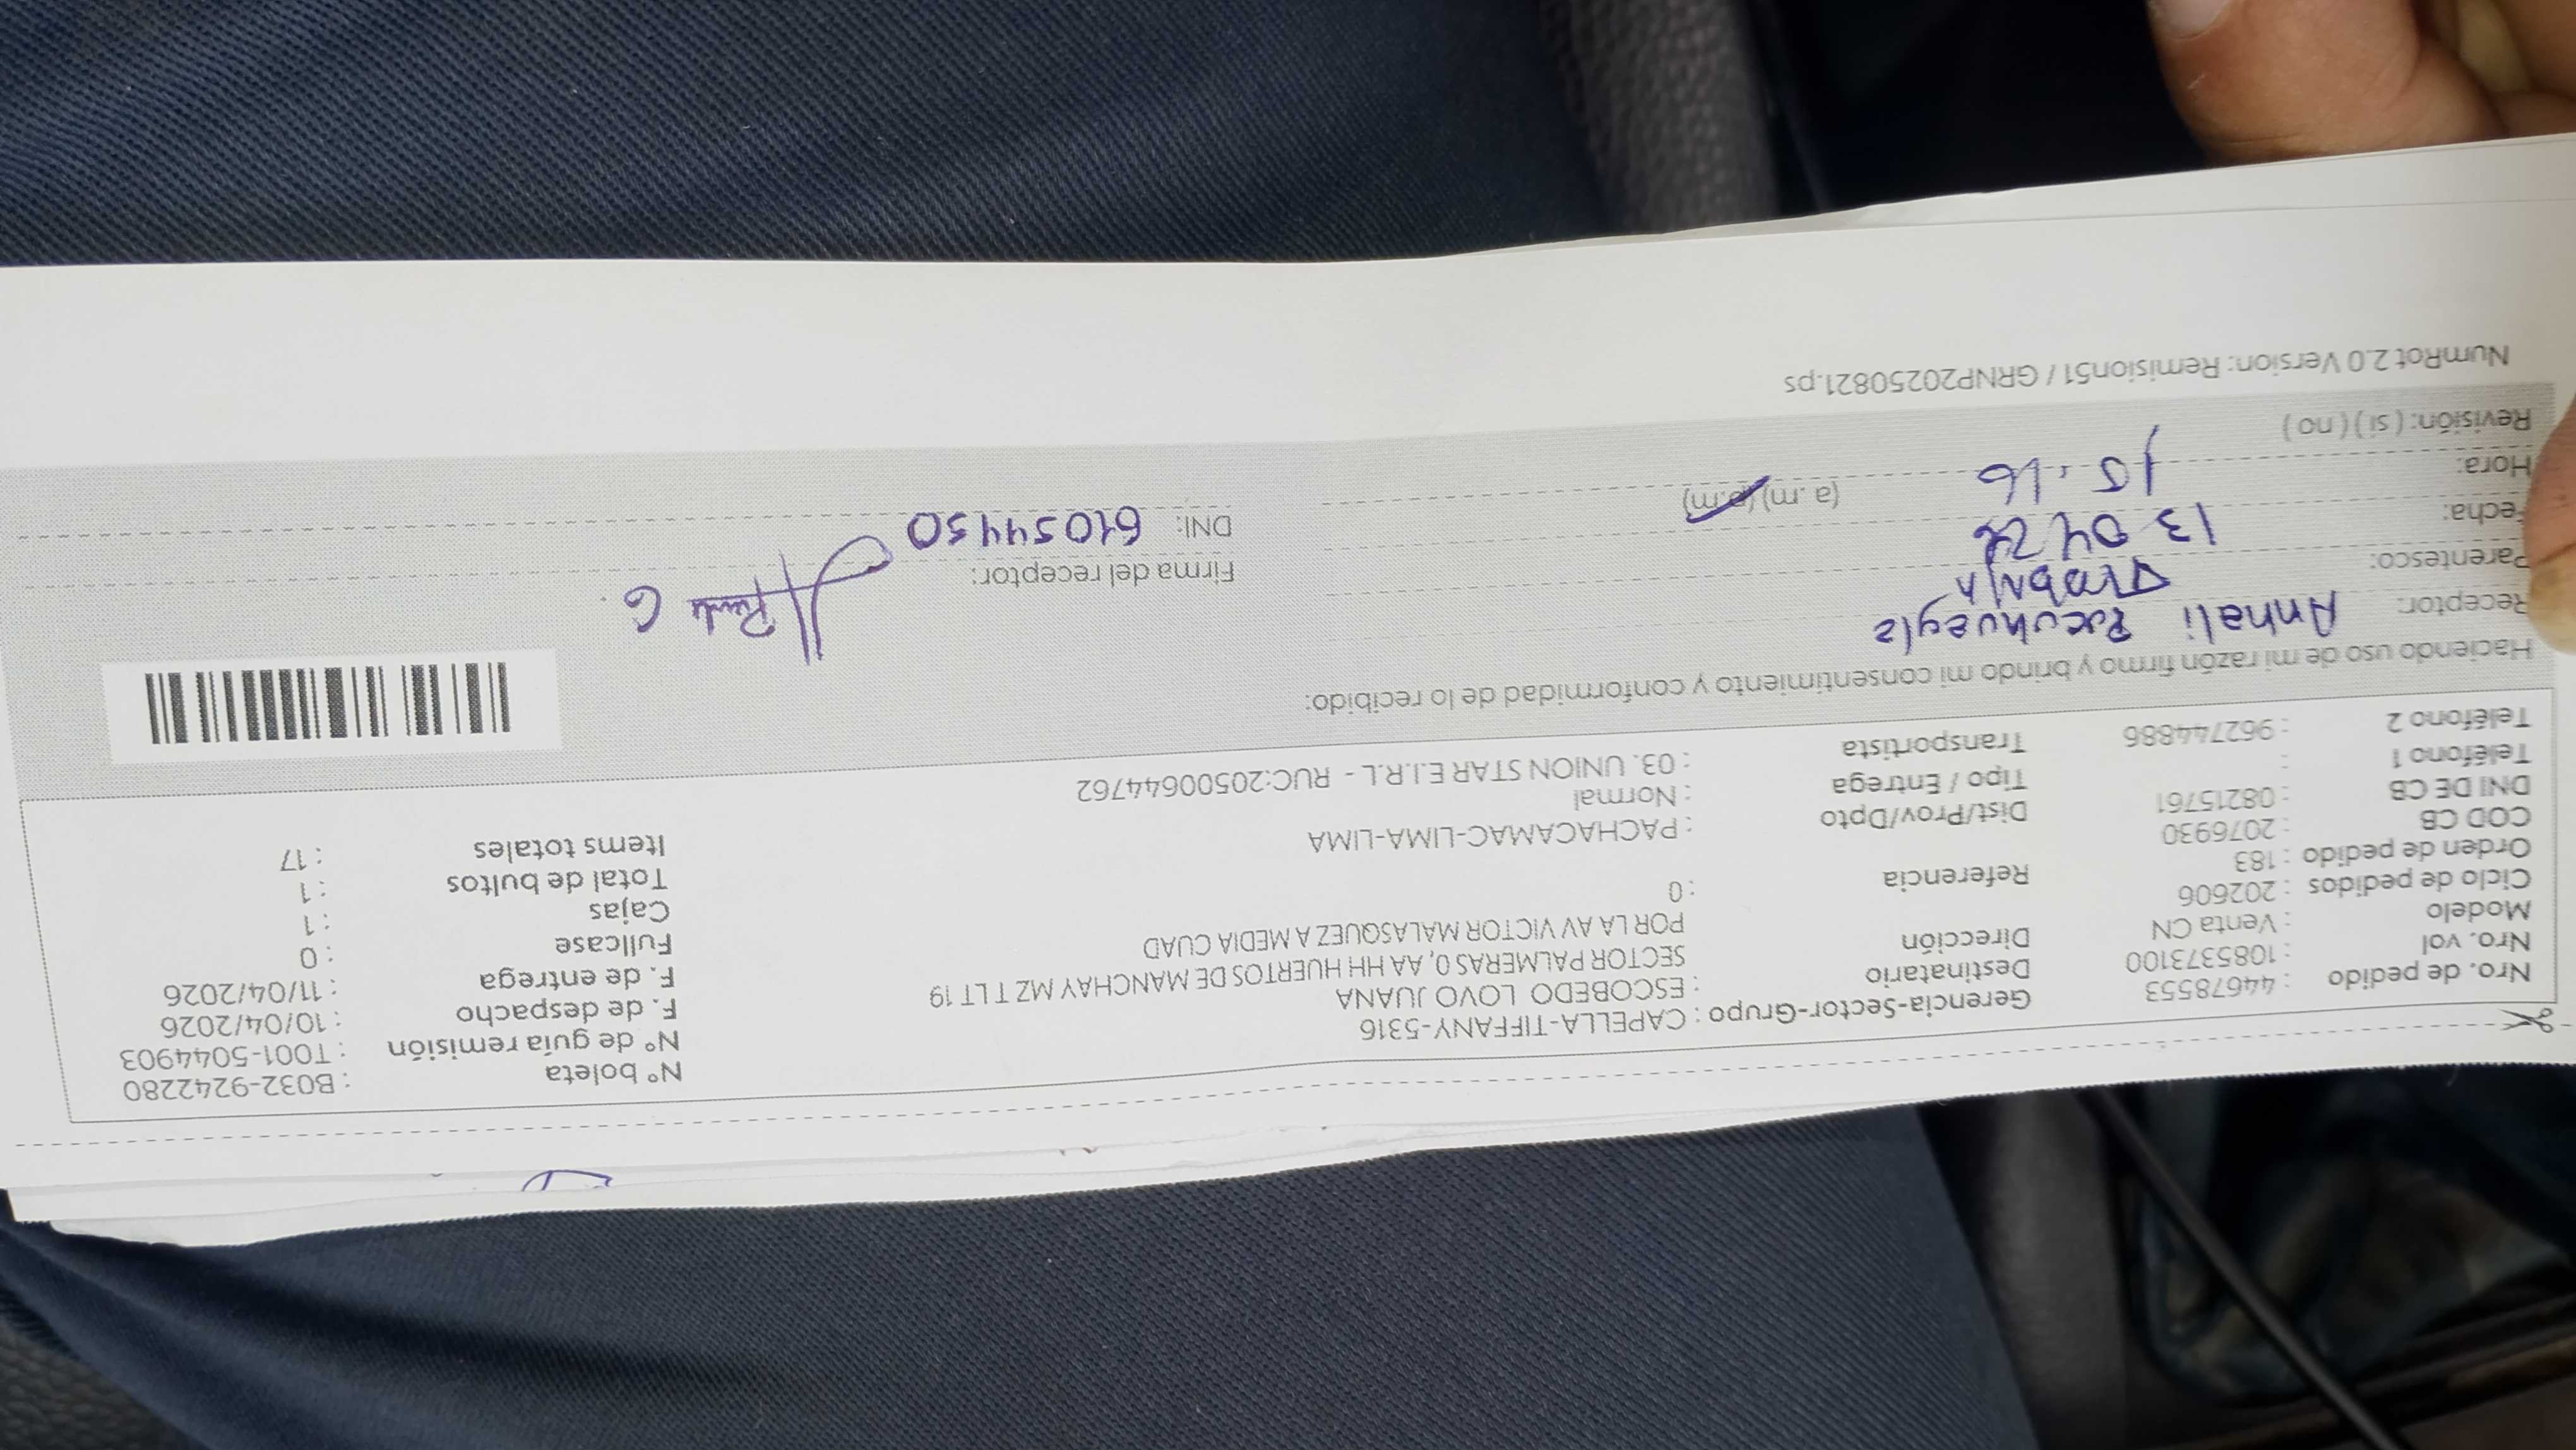 Nro. de pedido : 44678553
Nro. vol : 1085373100
Modelo : Venta CN
Ciclo de pedidos : 202606
Orden de pedido : 183
COD CB : 2076930
DNI DE CB : 08215761
Teléfono 1 :
Teléfono 2 : 962744886
Gerencia-Sector-Grupo : CAPELLA-TIFFANY-5316
Destinatario : ESCOBEDO LOVO JUANA
Dirección SECTOR PALMERAS 0, AA HH HUERTOS DE MANCHAY MZ T LT 19
POR LA AV VICTOR MALASQUEZ A MEDIA CUAD
Referencia : 0
Dist/Prov/Dpto : PACHACAMAC-LIMA-LIMA
Tipo / Entrega : Normal
Transportista : 03. UNION STAR E.I.R.L - RUC:20500644762
N° boleta : B032-9242280
N° de guía remisión : T001-5044903
F. de despacho : 10/04/2026
F. de entrega : 11/04/2026
Fullcase : 0
Cajas : 1
Total de bultos : 1
Items totales : 17
Haciendo uso de mi razón firmo y brindo mi consentimiento y conformidad de lo recibido:
Receptor: Anhali
Parentesco:
Fecha: 13 04 26
Hora: 15.16 (a.m) (p.m)
Revisión: (sí) (no)
Firma del receptor:
DNI: 61054430
NumRot 2.0 Version: Remision51 / GRNP20250821.ps